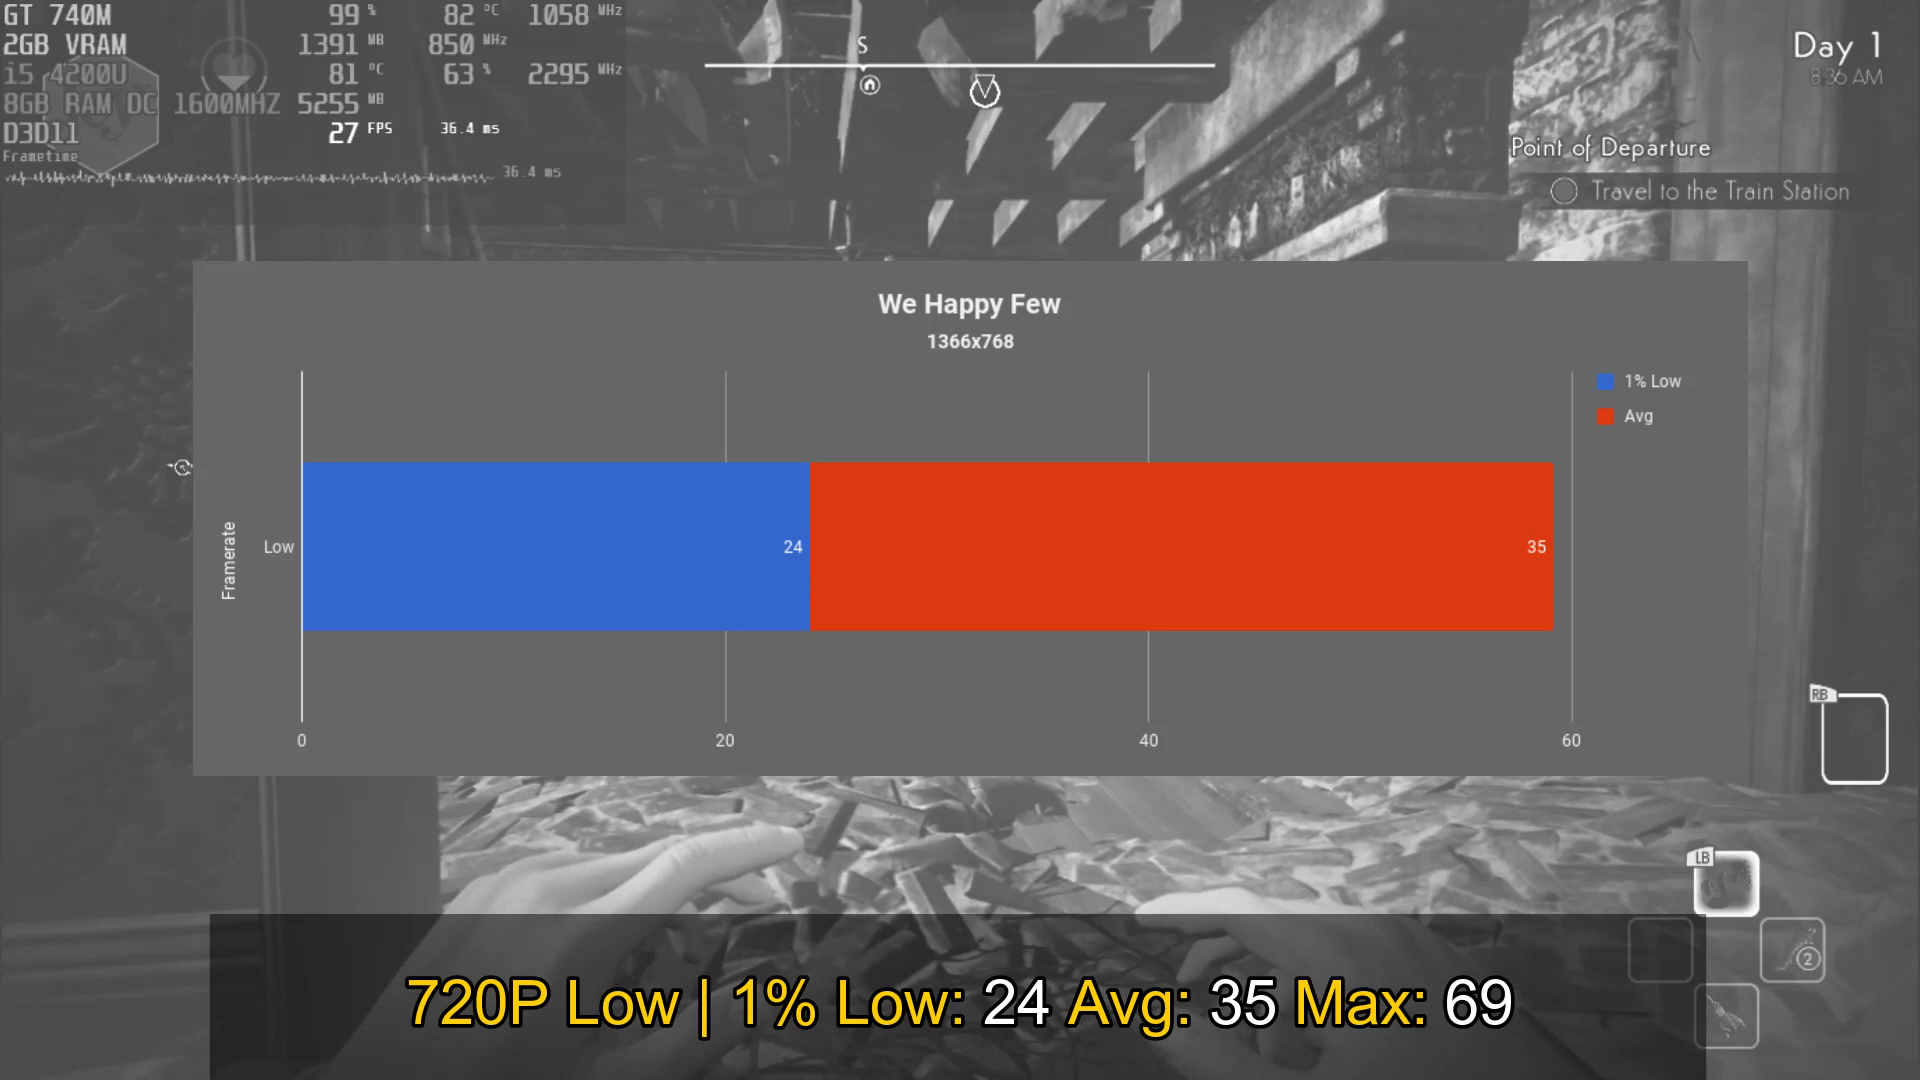 GT 740M 99 % 82 °C 1058 MHz
2GB VRAM 1391 MB 850 MHz
i5 4200U 81 °C 63 % 2295 MHz
8GB RAM DC 1600MHZ 5255 MB
D3D11 27 FPS 36.4 ms
Frametime
36.4 ms
S
Day 1
8:36 AM
Point of Departure
Travel to the Train Station
We Happy Few
1366x768
1% Low
Avg
Framerate
Low
24
35
0 20 40 60
RB
LB
2
720P Low | 1% Low: 24 Avg: 35 Max: 69